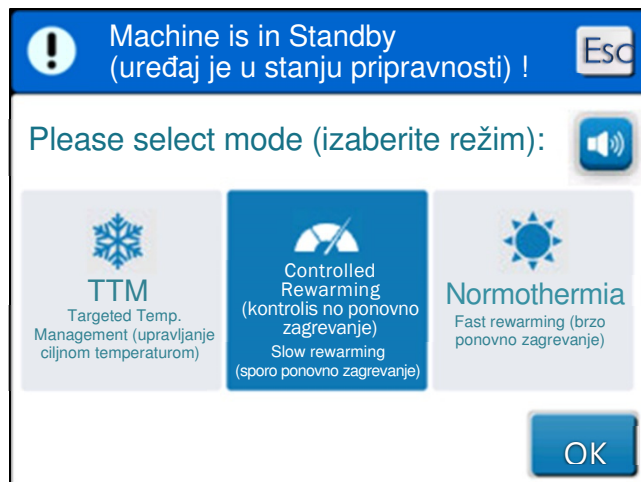 Machine is in Standby
(uređaj je u stanju pripravnosti) !
Esc
Please select mode (izaberite režim):
TTM
Targeted Temp.
Management (upravljanje
ciljnom temperaturom)
Controlled
Rewarming
(kontrolis no ponovno
zagrevanje)
Slow rewarming
(sporo ponovno zagrevanje)
Normothermia
Fast rewarming (brzo
ponovno zagrevanje)
OK